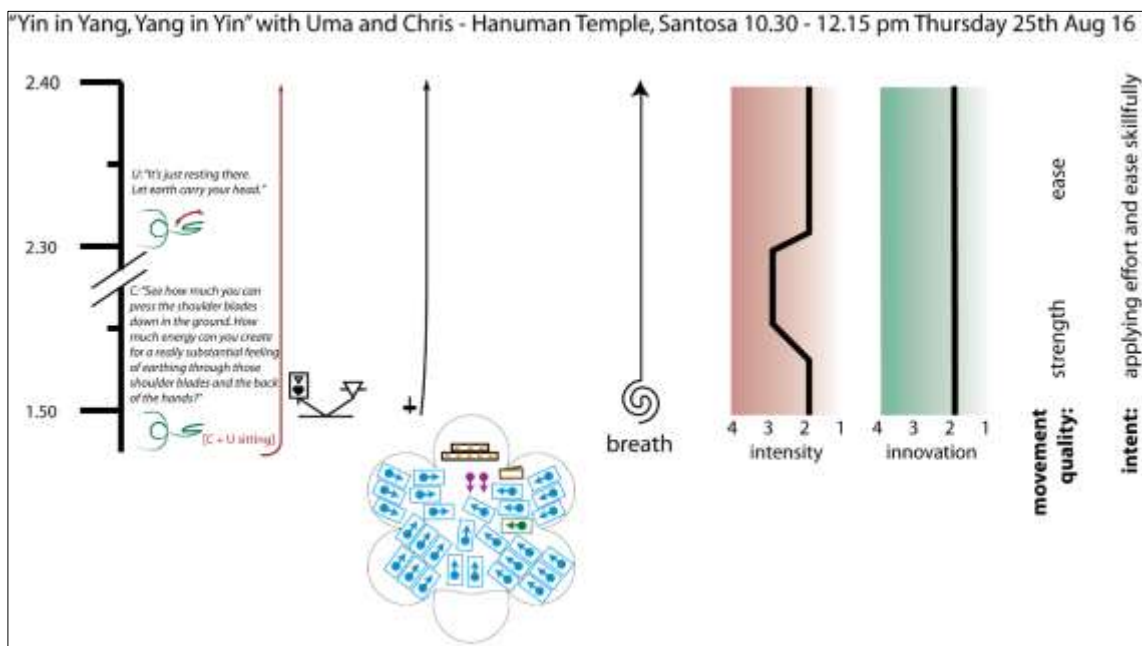 "Yin in Yang, Yang in Yin" with Uma and Chris - Hanuman Temple, Santosa 10.30 - 12.15 pm Thursday 25th Aug 16
2.40
U: "It's just resting there.
Let earth carry your head."
2.30
C: "See how much you can
press the shoulder blades
down in the ground. How
much energy can you create
for a really substantial feeling
of earthing through those
shoulder blades and the back
of the hands?"
1.50
[C + U sitting]
breath
4 3 2 1
intensity
4 3 2 1
innovation
movement
quality:
strength
ease
intent: applying effort and ease skillfully